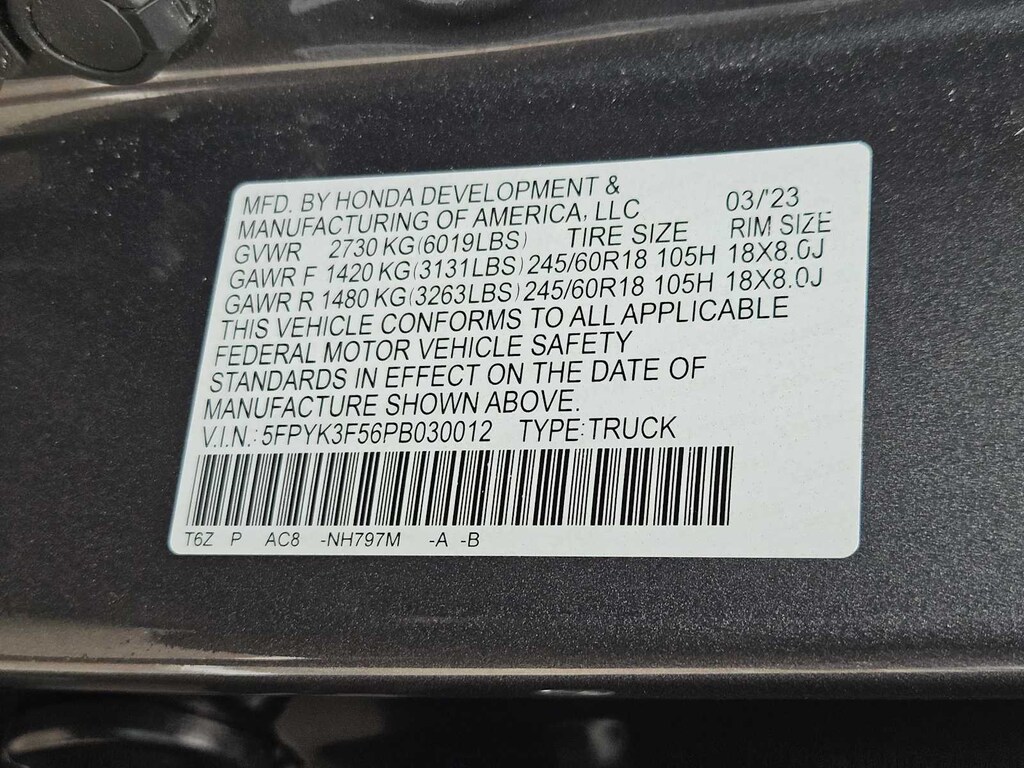 MFD. BY HONDA DEVELOPMENT &
MANUFACTURING OF AMERICA, LLC 03/'23
GVWR 2730 KG(6019LBS) TIRE SIZE RIM SIZE
GAWR F 1420 KG(3131LBS) 245/60R18 105H 18X8.0J
GAWR R 1480 KG(3263LBS) 245/60R18 105H 18X8.0J
THIS VEHICLE CONFORMS TO ALL APPLICABLE
FEDERAL MOTOR VEHICLE SAFETY
STANDARDS IN EFFECT ON THE DATE OF
MANUFACTURE SHOWN ABOVE.
V.I.N.: 5FPYK3F56PB030012 TYPE:TRUCK
T6Z P AC8 -NH797M -A -B